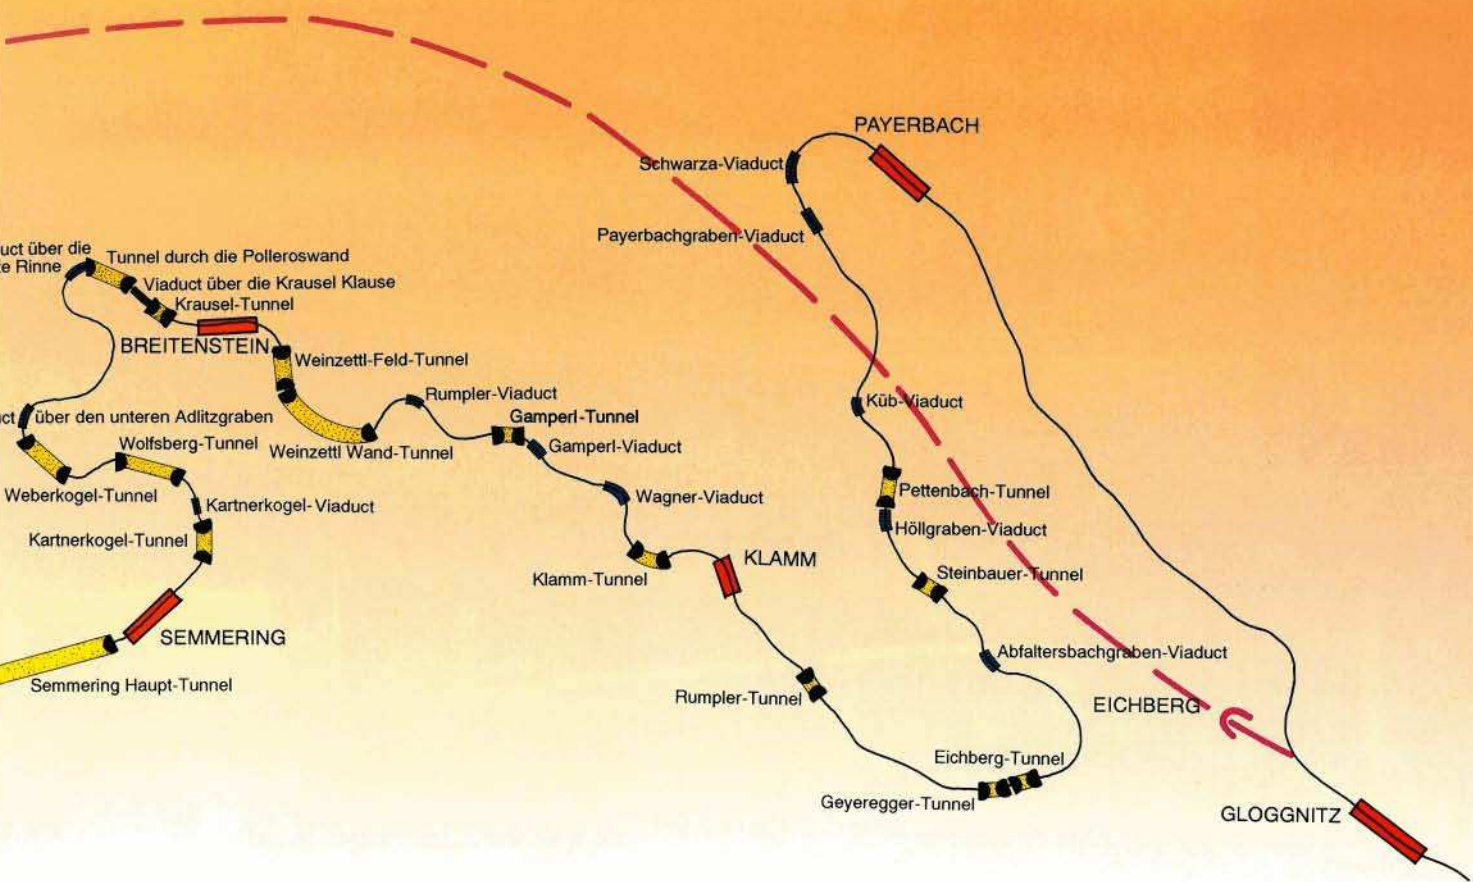 PAYERBACH
Schwarza-Viaduct
Payerbachgraben-Viaduct
über die
Rinne
Tunnel durch die Polleroswand
Viaduct über die Krausel Klause
Krausel-Tunnel
BREITENSTEIN
Weinzettl-Feld-Tunnel
Rumpler-Viaduct
Küb-Viaduct
über den unteren Adlitzgraben
Gamperl-Tunnel
Wolfsberg-Tunnel
Weinzettl Wand-Tunnel
Gamperl-Viaduct
Weberkogel-Tunnel
Kartnerkogel-Viaduct
Wagner-Viaduct
Pettenbach-Tunnel
Höllgraben-Viaduct
Kartnerkogel-Tunnel
Klamm-Tunnel
KLAMM
Steinbauer-Tunnel
SEMMERING
Abfaltersbachgraben-Viaduct
Semmering Haupt-Tunnel
Rumpler-Tunnel
EICHBERG
Eichberg-Tunnel
Geyeregger-Tunnel
GLOGGNITZ